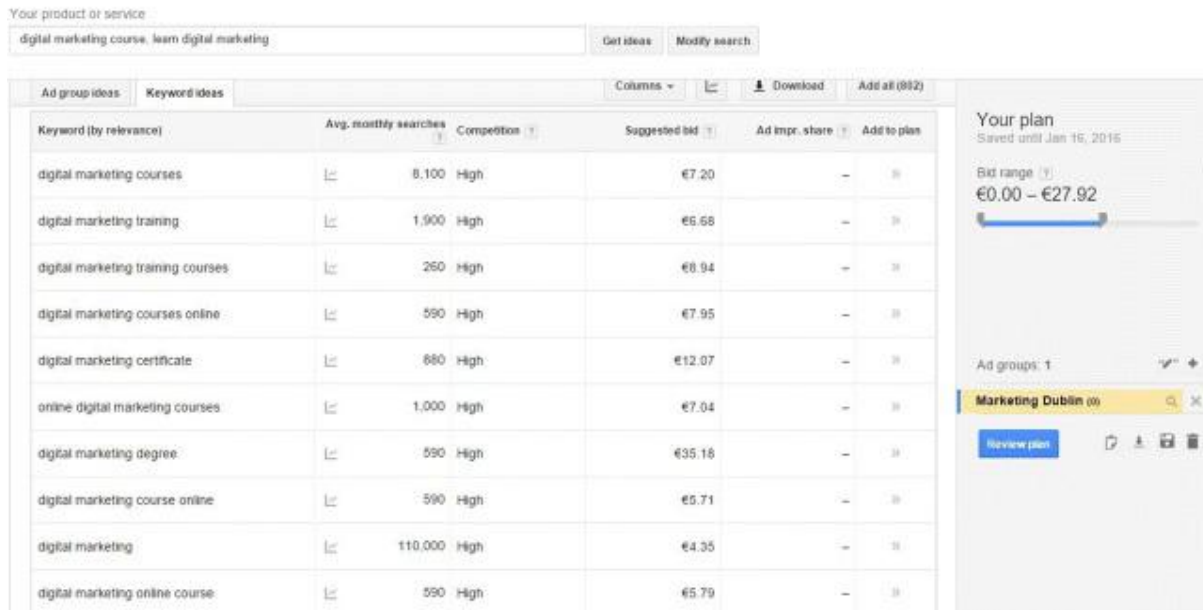 Your product or service
digital marketing course, learn digital marketing
Get ideas Modify search
Ad group ideas Keyword ideas Columns Download Add all (802)
Keyword (by relevance) Avg. monthly searches ? Competition ? Suggested bid ? Ad impr. share ? Add to plan
digital marketing courses 8,100 High €7.20 – »
digital marketing training 1,900 High €6.68 – »
digital marketing training courses 260 High €8.94 – »
digital marketing courses online 590 High €7.95 – »
digital marketing certificate 880 High €12.07 – »
online digital marketing courses 1,000 High €7.04 – »
digital marketing degree 590 High €35.18 – »
digital marketing course online 590 High €5.71 – »
digital marketing 110,000 High €4.35 – »
digital marketing online course 590 High €5.79 – »
Your plan
Saved until Jan 16, 2016
Bid range ?
€0.00 – €27.92
Ad groups: 1
Marketing Dublin (0)
Review plan